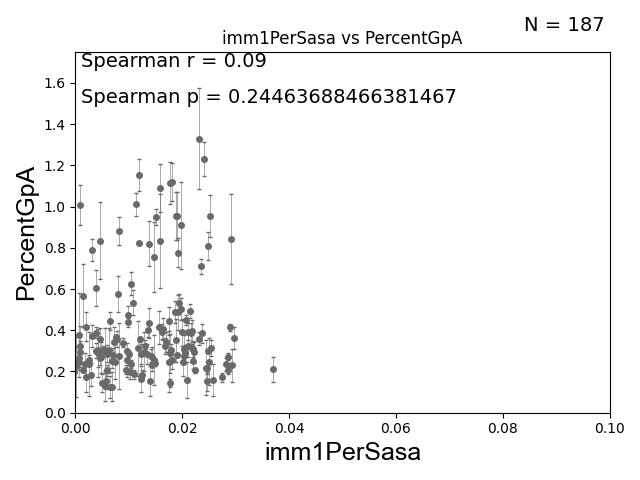 N = 187
imm1PerSasa vs PercentGpA
Spearman r = 0.09
Spearman p = 0.24463688466381467
PercentGpA
1.6
1.4
1.2
1.0
0.8
0.6
0.4
0.2
0.0
0.00 0.02 0.04 0.06 0.08 0.10
imm1PerSasa